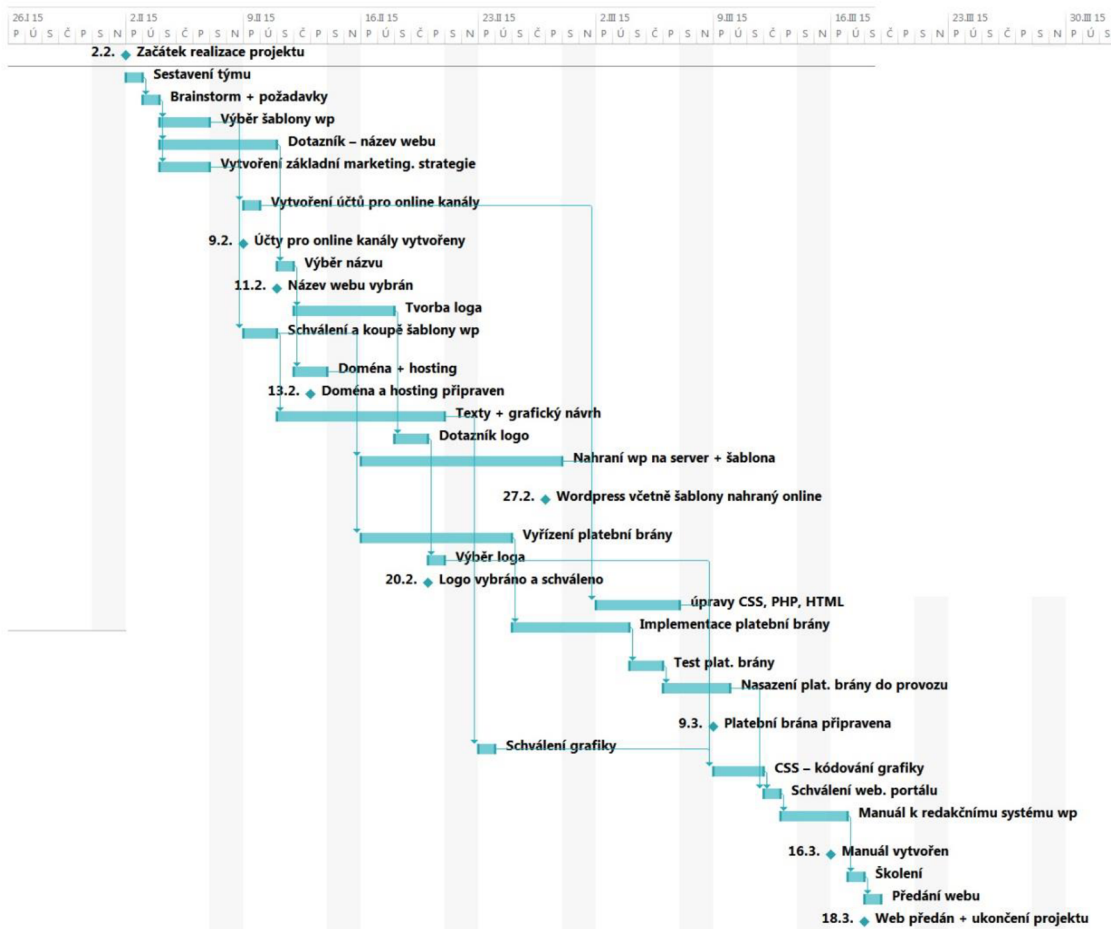 26.I 15 2.II 15 9.II 15 16.II 15 23.II 15 2.III 15 9.III 15 16.III 15 23.III 15 30.III 15
P Ú S Č P S N P Ú S Č P S N P Ú S Č P S N P Ú S Č P S N P Ú S Č P S N P Ú S Č P S N P Ú S Č P S N P Ú S Č P S N P Ú S Č P S N P Ú S
2.2. Začátek realizace projektu
Sestavení týmu
Brainstorm + požadavky
Výběr šablony wp
Dotazník – název webu
Vytvoření základní marketing. strategie
Vytvoření účtů pro online kanály
9.2. Účty pro online kanály vytvořeny
Výběr názvu
11.2. Název webu vybrán
Tvorba loga
Schválení a koupě šablony wp
Doména + hosting
13.2. Doména a hosting připraven
Texty + grafický návrh
Dotazník logo
Nahraní wp na server + šablona
27.2. Wordpress včetně šablony nahraný online
Vyřízení platební brány
Výběr loga
20.2. Logo vybráno a schváleno
úpravy CSS, PHP, HTML
Implementace platební brány
Test plat. brány
Nasazení plat. brány do provozu
9.3. Platební brána připravena
Schválení grafiky
CSS – kódování grafiky
Schválení web. portálu
Manuál k redakčnímu systému wp
16.3. Manuál vytvořen
Školení
Předání webu
18.3. Web předán + ukončení projektu